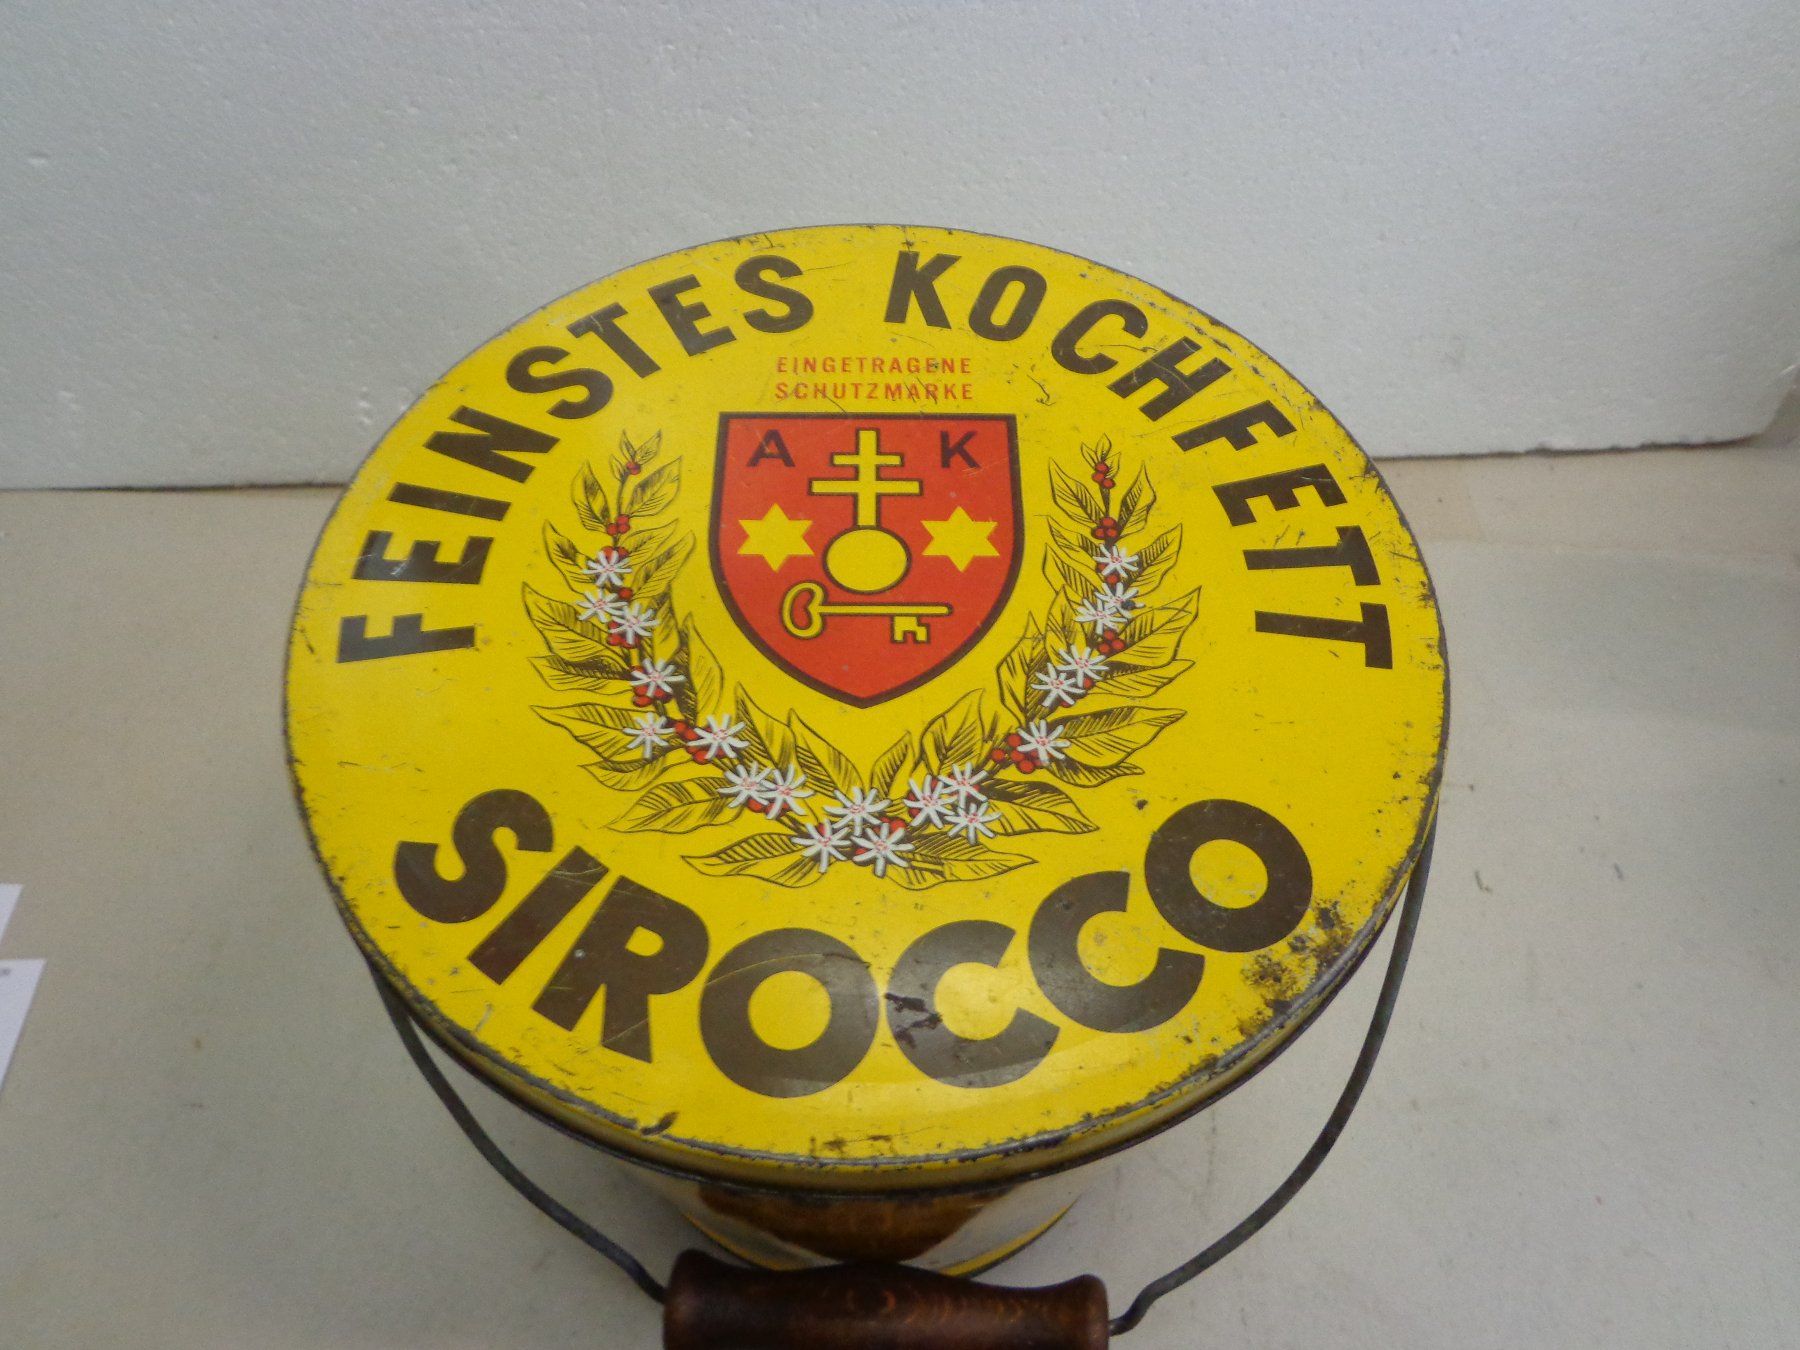 FEINSTES KOCHFETT
EINGETRAGENE
SCHUTZMARKE
A K
SIROCCO